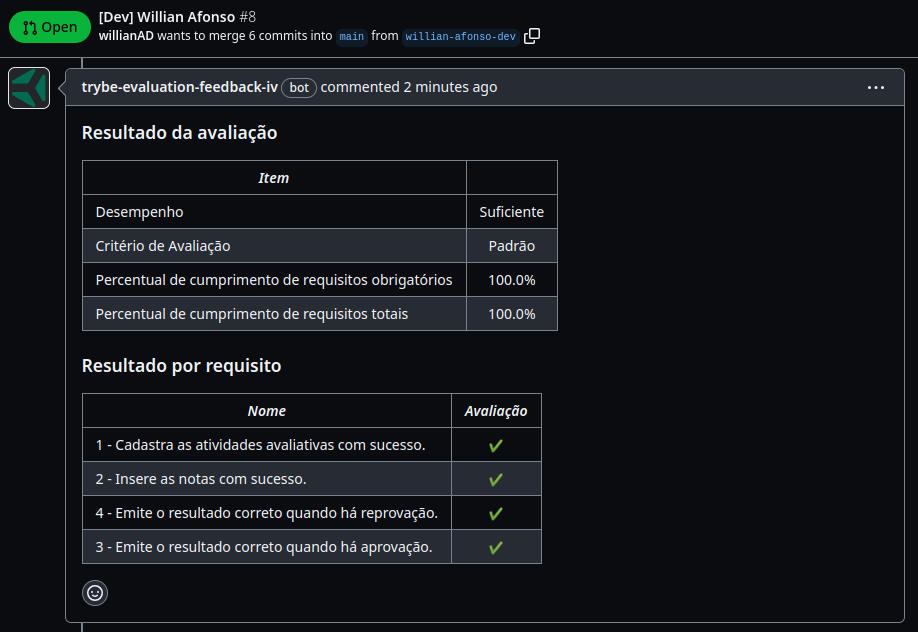 Open
[Dev] Willian Afonso #8
willianAD wants to merge 6 commits into main from willian-afonso-dev
trybe-evaluation-feedback-iv bot commented 2 minutes ago
Resultado da avaliação
Item
Desempenho Suficiente
Critério de Avaliação Padrão
Percentual de cumprimento de requisitos obrigatórios 100.0%
Percentual de cumprimento de requisitos totais 100.0%
Resultado por requisito
Nome Avaliação
1 - Cadastra as atividades avaliativas com sucesso. ✔
2 - Insere as notas com sucesso. ✔
4 - Emite o resultado correto quando há reprovação. ✔
3 - Emite o resultado correto quando há aprovação. ✔